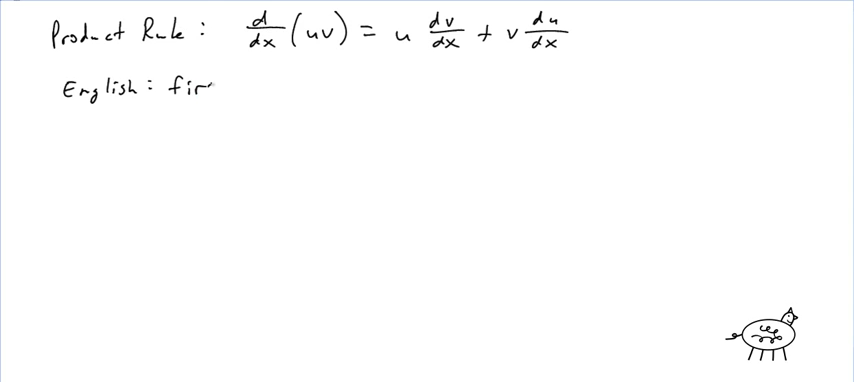 Product Rule: d/dx (uv) = u dv/dx + v du/dx
English: fir